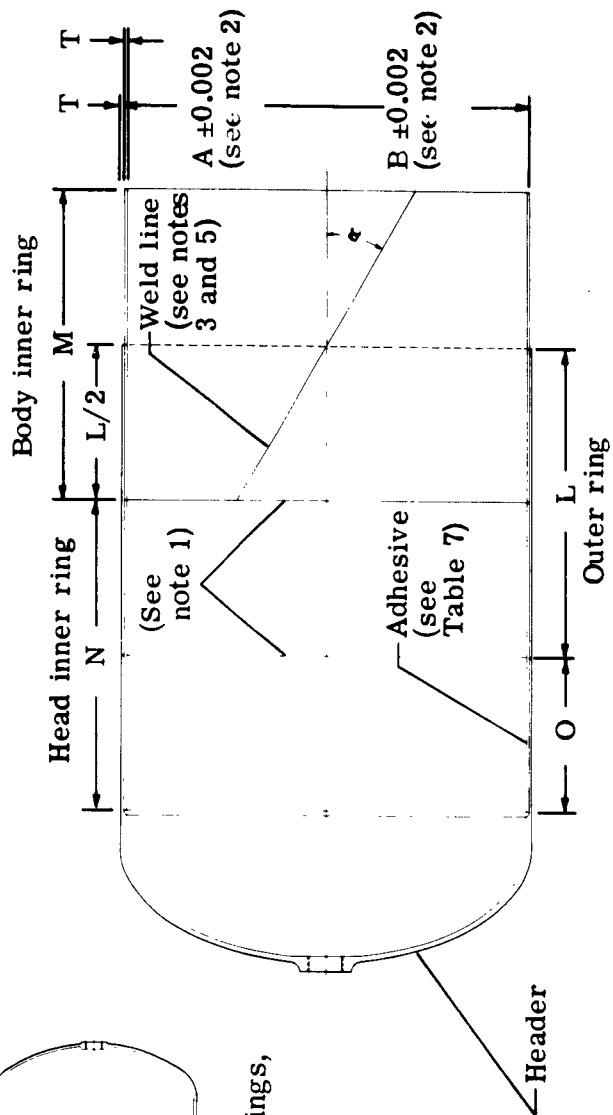 Body inner ring
M
L/2
Head inner ring
N
T
T
A ±0.002
(see note 2)
B ±0.002
(see note 2)
Weld line
(see notes
3 and 5)
α
(See
note 1)
Adhesive
(see
Table 7)
O
L
Outer ring
Header
ings,